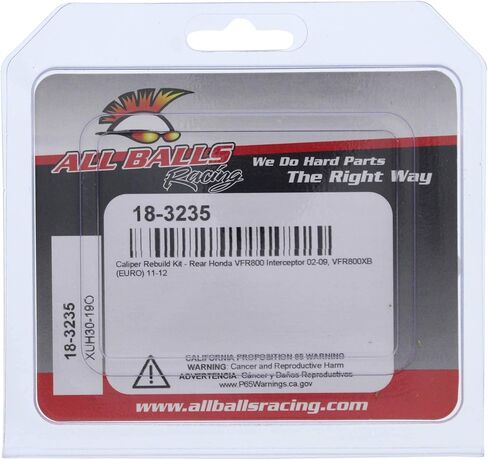 ALL BALLS
Racing
We Do Hard Parts
The Right Way
18-3235
Caliper Rebuild Kit - Rear Honda VFR800 Interceptor 02-09, VFR800XB
(EURO) 11-12
18-3235
XUH30-19O
CALIFORNIA PROPOSITION 65 WARNING
WARNING: Cancer and Reproductive Harm
ADVERTENCIA: Cáncer y Daños Reproductivos
www.P65Warnings.ca.gov
www.allballsracing.com